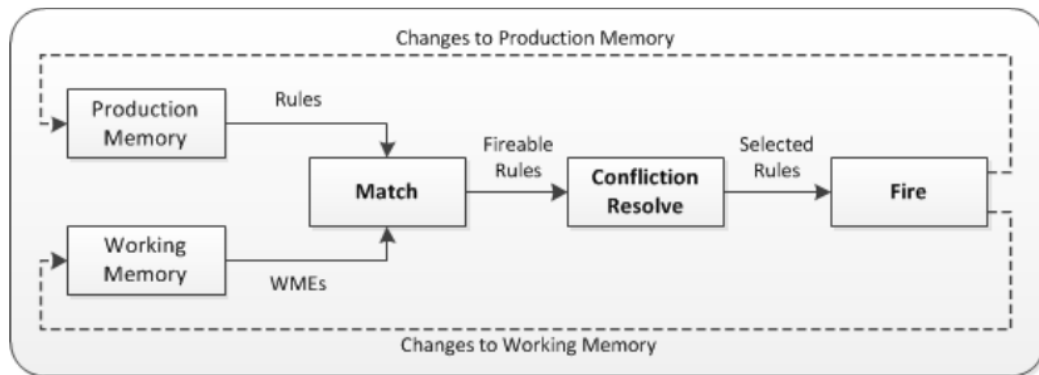 Changes to Production Memory
Production
Memory
Rules
Match
Fireable
Rules
Confliction
Resolve
Selected
Rules
Fire
Working
Memory
WMEs
Changes to Working Memory